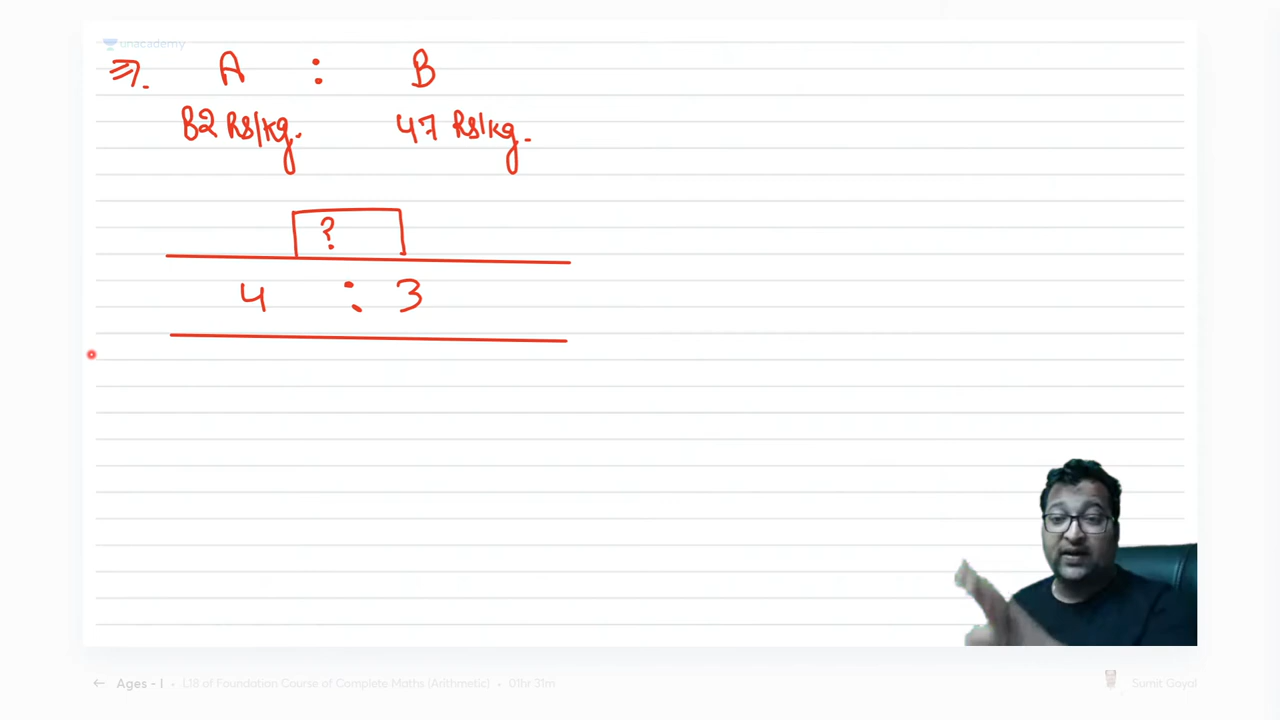 unacademy
⇒. A : B
82 Rs/kg. 47 Rs/kg.
?
4 : 3
Ages - I • L18 of Foundation Course of Complete Maths (Arithmetic) • 01hr 31m
Sumit Goyal